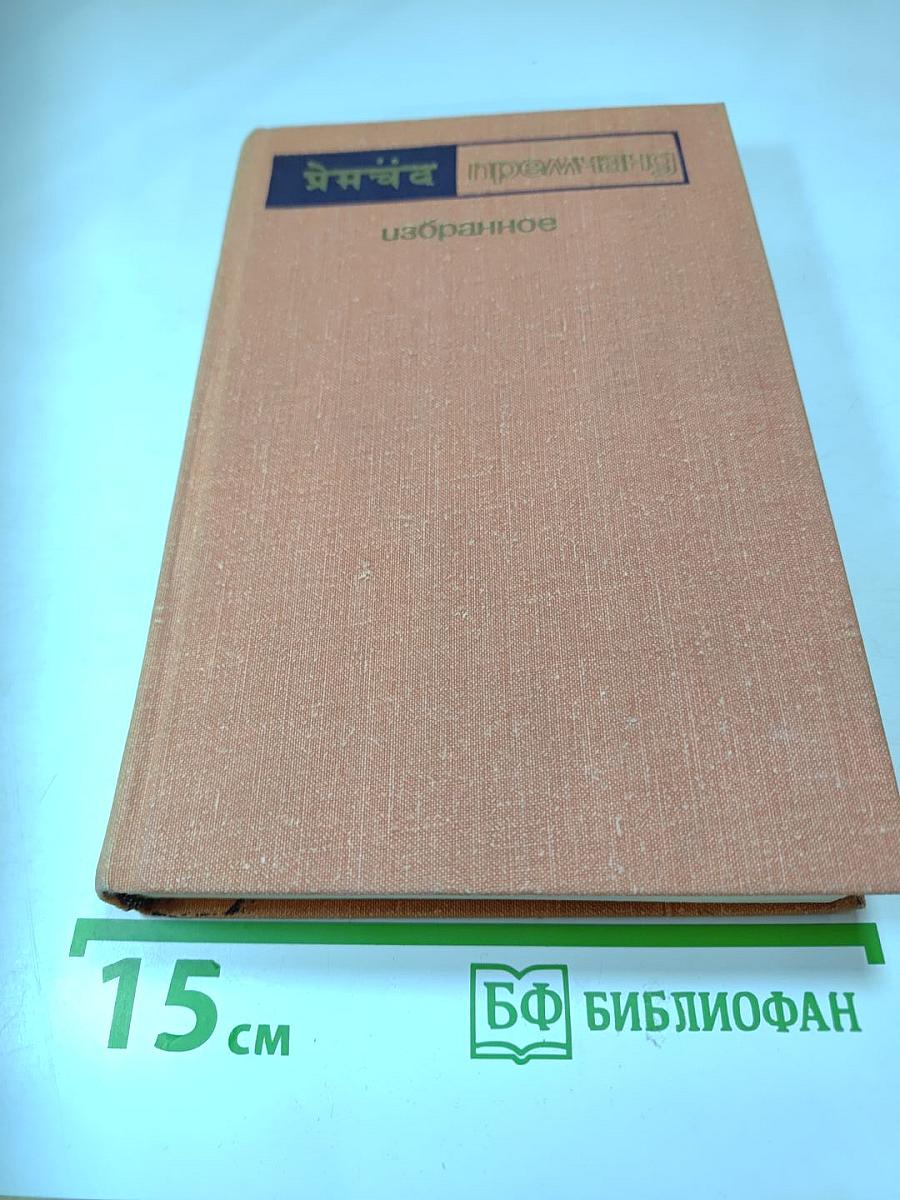 प्रेमचंद премчанд
избранное
15 см
БФ БИБЛИОФАН